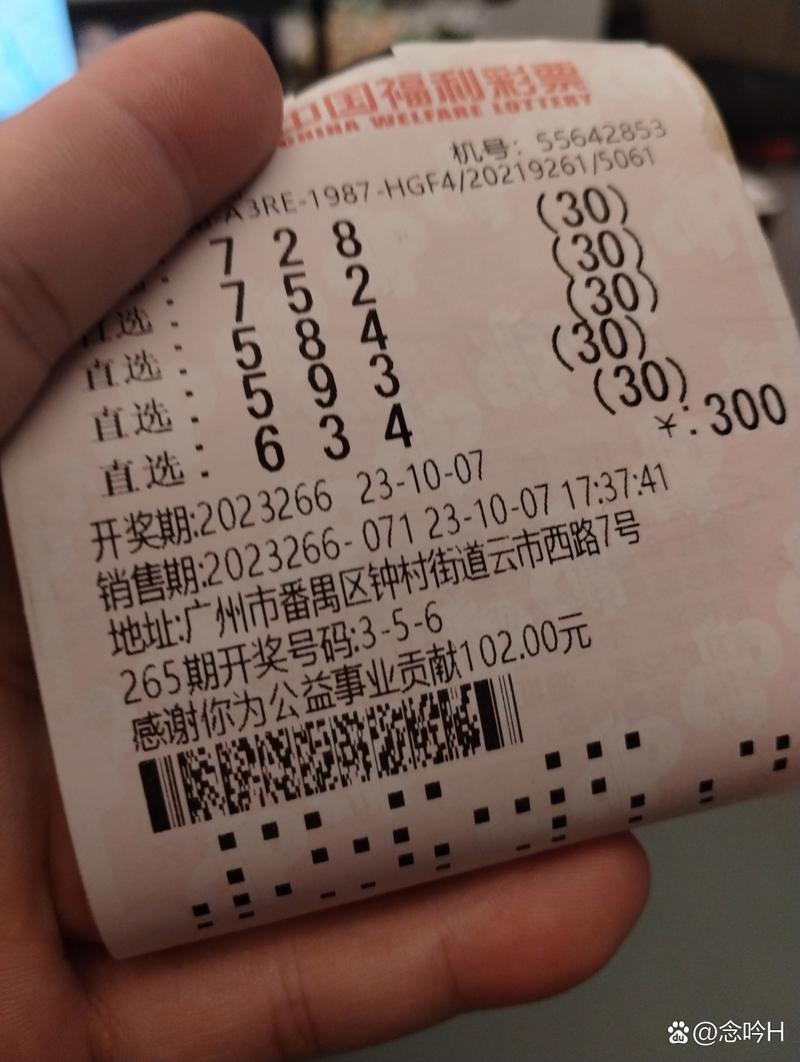 中国福利彩票
CHINA WELFARE LOTTERY
机号: 55642853
A3RE-1987-HGF4/20219261/5061
: 7 2 8 (30)
: 7 5 2 (30)
直选: 5 8 4 (30)
直选: 5 9 3 (30)
直选: 6 3 4 (30)
¥:300
开奖期:2023266 23-10-07
销售期:2023266-071 23-10-07 17:37:41
地址:广州市番禺区钟村街道云市西路7号
265期开奖号码:3-5-6
感谢你为公益事业贡献102.00元
@念吟H